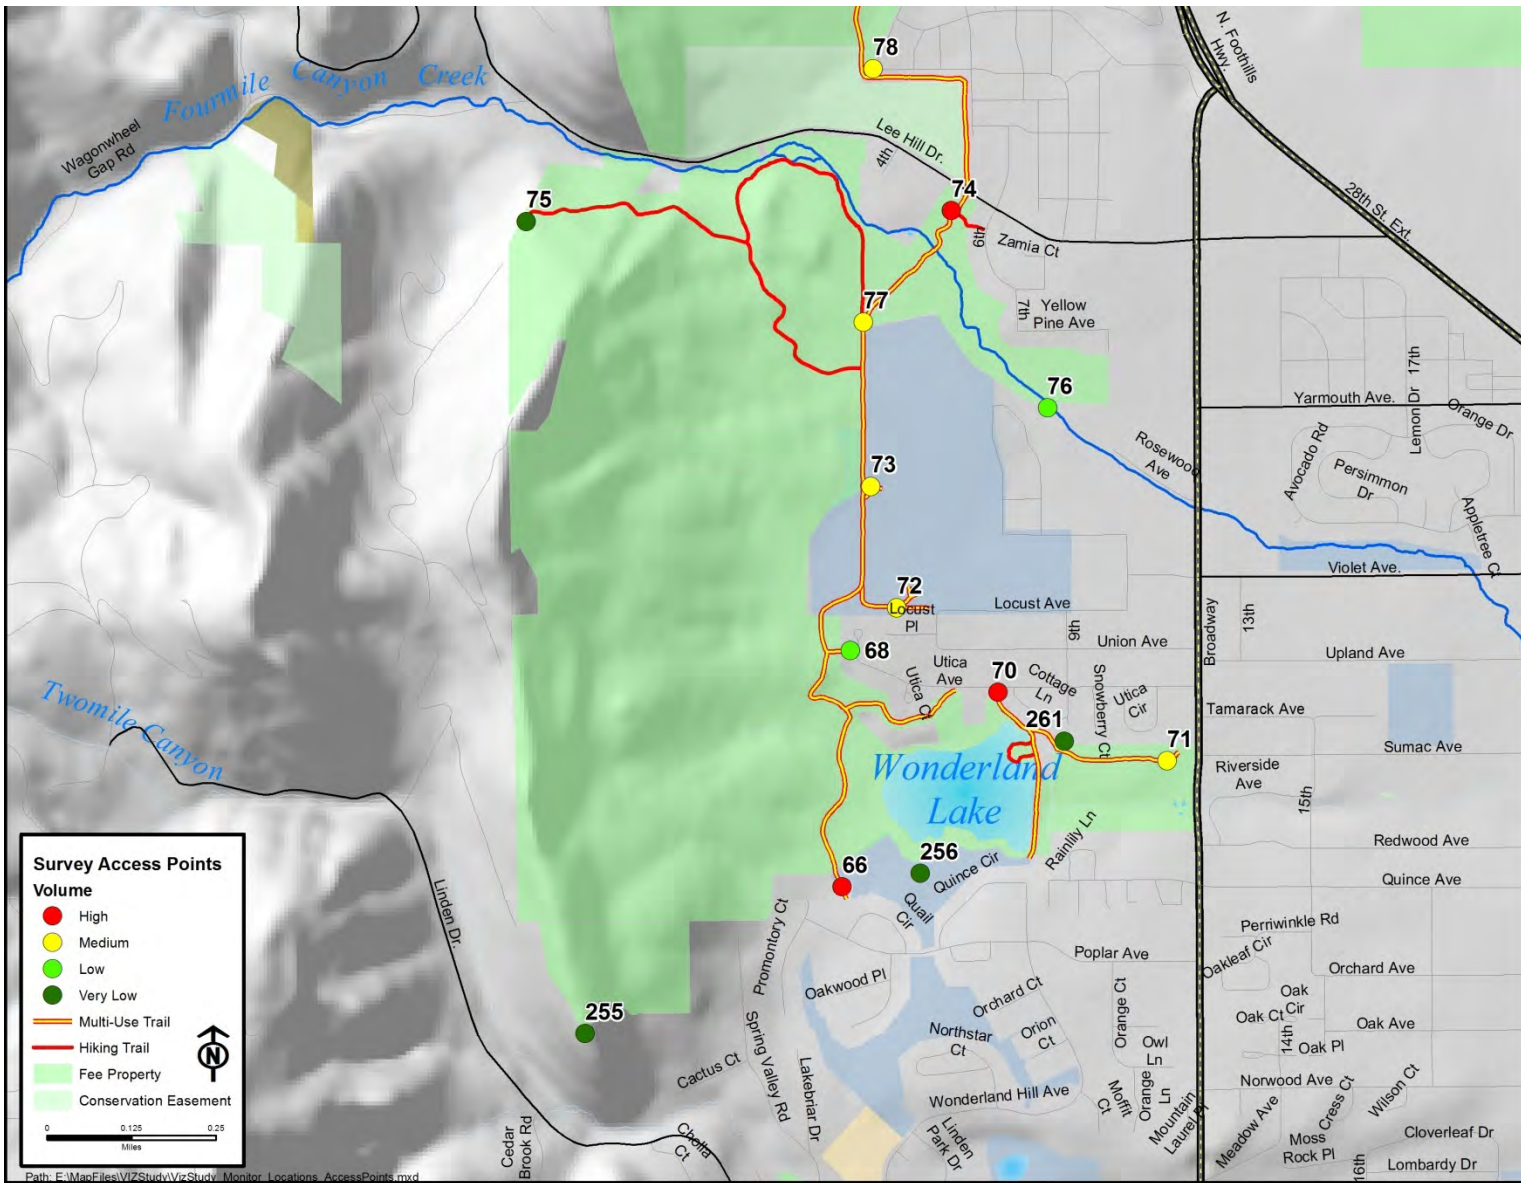 N. Foothills
Hwy.
78
Fourmile Canyon Creek
Wagonwheel
Gap Rd
Lee Hill Dr.
4th
74
75
28th St. Ext.
6th
Zamia Ct
77
7th
Yellow
Pine Ave
17th
76
Yarmouth Ave.
Lemon Dr
Orange Dr
Rosewood
Ave
Avocado Rd
Persimmon
Dr
73
Appletree Ct
Violet Ave.
72
Locust
Pl
Locust Ave
9th
Broadway
13th
68
Union Ave
Upland Ave
Utica
Ave
70
Cottage
Ln
Utica Ct
Snowberry Ct
Utica
Cir
Twomile Canyon
261
71
Tamarack Ave
Sumac Ave
Wonderland
Lake
Riverside
Ave
15th
Rainlily Ln
Redwood Ave
256
Quince Cir
66
Quail
Cir
Quince Ave
Linden Dr.
Promontory Ct
Periwinkle Rd
Poplar Ave
Oakleaf Cir
Orchard Ave
Oakwood Pl
Orchard Ct
Orange Ct
Oak
Cir
Oak Ct
255
Northstar
Ct
Orion
Ct
Oak Ave
14th
Owl
Ln
Oak Pl
Spring Valley Rd
Cactus Ct
Lakebriar Dr
Wonderland Hill Ave
Moffit
Ct
Orange
Ln
Norwood Ave
Cress Ct
Wilson Ct
Mountain
Laurel Pl
Meadow Ave
Cedar
Brook Rd
Cholla
Ct
Linden
Park Dr
Moss
Rock Pl
Cloverleaf Dr
16th
Lombardy Dr
Survey Access Points
Volume
High
Medium
Low
Very Low
Multi-Use Trail
Hiking Trail
N
Fee Property
Conservation Easement
0 0.125 0.25
Miles
Path: E:\MapFiles\VIZStudy\VizStudy_Monitor_Locations_AccessPoints.mxd